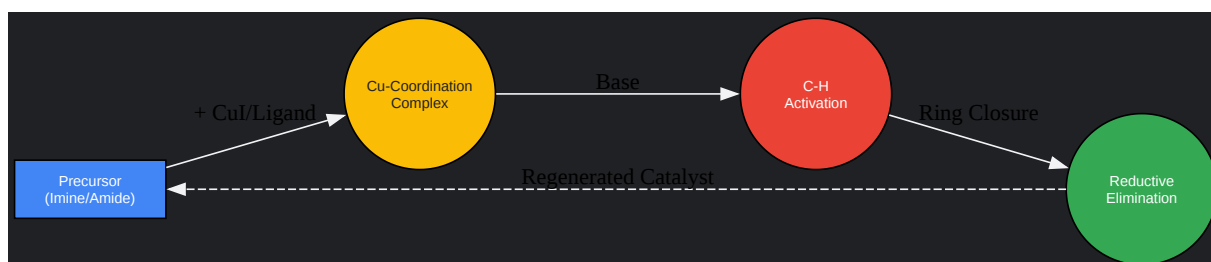 Precursor
(Imine/Amide)
+ CuI/Ligand
Cu-Coordination
Complex
Base
C-H
Activation
Ring Closure
Reductive
Elimination
Regenerated Catalyst